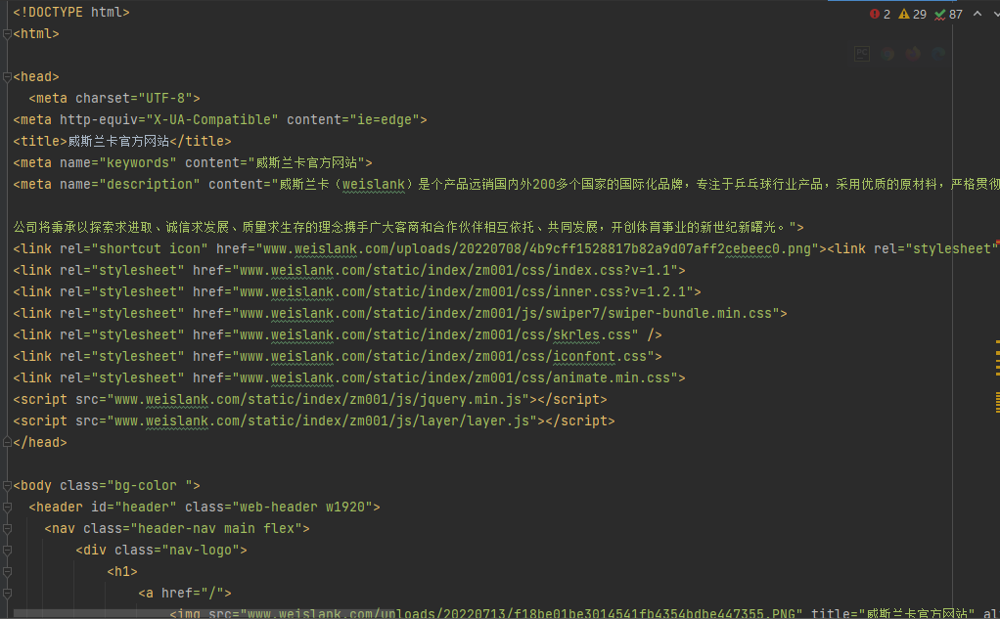 2 29 87
<!DOCTYPE html>
<html>
<head>
<meta charset="UTF-8">
<meta http-equiv="X-UA-Compatible" content="ie=edge">
<title>威斯兰卡官方网站</title>
<meta name="keywords" content="威斯兰卡官方网站">
<meta name="description" content="威斯兰卡（weislank）是个产品远销国内外200多个国家的国际化品牌，专注于乒乓球行业产品，采用优质的原材料，严格贯彻
公司将秉承以探索求进取、诚信求发展、质量求生存的理念携手广大客商和合作伙伴相互依托、共同发展，开创体育事业的新世纪新曙光。">
<link rel="shortcut icon" href="www.weislank.com/uploads/20220708/4b9cff1528817b82a9d07aff2cebeec0.png"><link rel="stylesheet"
<link rel="stylesheet" href="www.weislank.com/static/index/zm001/css/index.css?v=1.1">
<link rel="stylesheet" href="www.weislank.com/static/index/zm001/css/inner.css?v=1.2.1">
<link rel="stylesheet" href="www.weislank.com/static/index/zm001/js/swiper7/swiper-bundle.min.css">
<link rel="stylesheet" href="www.weislank.com/static/index/zm001/css/skrles.css" />
<link rel="stylesheet" href="www.weislank.com/static/index/zm001/css/iconfont.css">
<link rel="stylesheet" href="www.weislank.com/static/index/zm001/css/animate.min.css">
<script src="www.weislank.com/static/index/zm001/js/jquery.min.js"></script>
<script src="www.weislank.com/static/index/zm001/js/layer/layer.js"></script>
</head>
<body class="bg-color ">
<header id="header" class="web-header w1920">
<nav class="header-nav main flex">
<div class="nav-logo">
<h1>
<a href="/">
<img src="www.weislank.com/uploads/20220713/f18be01be3014541fb4354bdbe447355.PNG" title="威斯兰卡官方网站" al